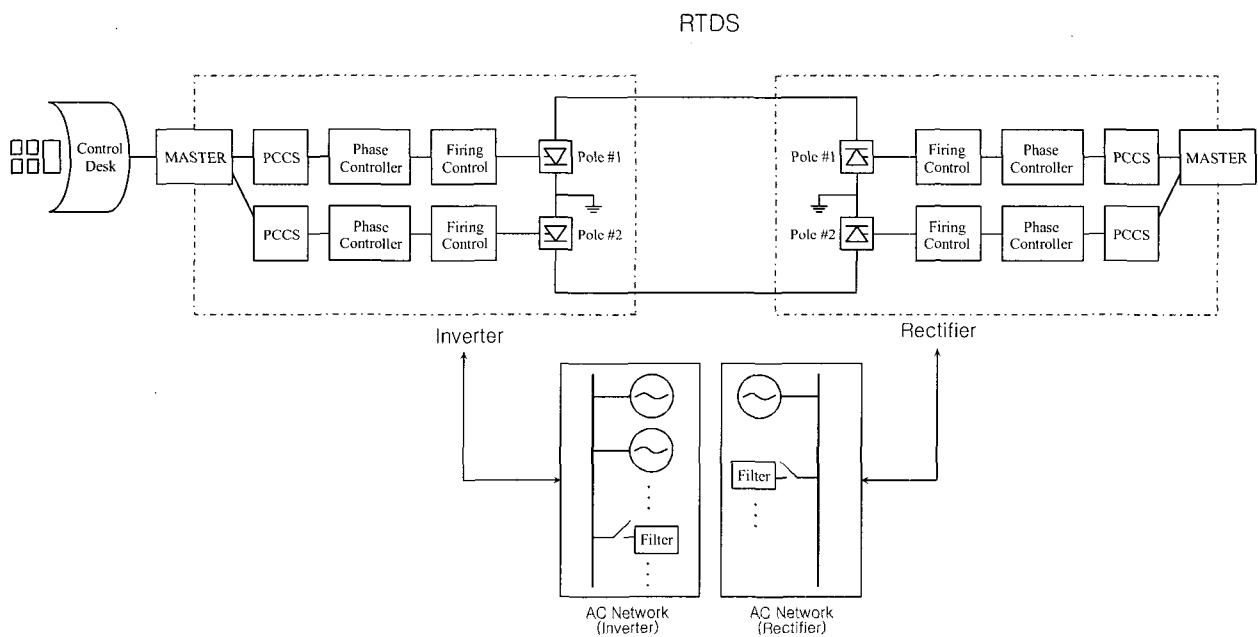 RTDS
Control
Desk
MASTER
PCCS
Phase
Controller
Firing
Control
Pole #1
Pole #1
Firing
Control
Phase
Controller
PCCS
MASTER
PCCS
Phase
Controller
Firing
Control
Pole #2
Pole #2
Firing
Control
Phase
Controller
PCCS
Inverter
Rectifier
Filter
Filter
AC Network
(Inverter)
AC Network
(Rectifier)